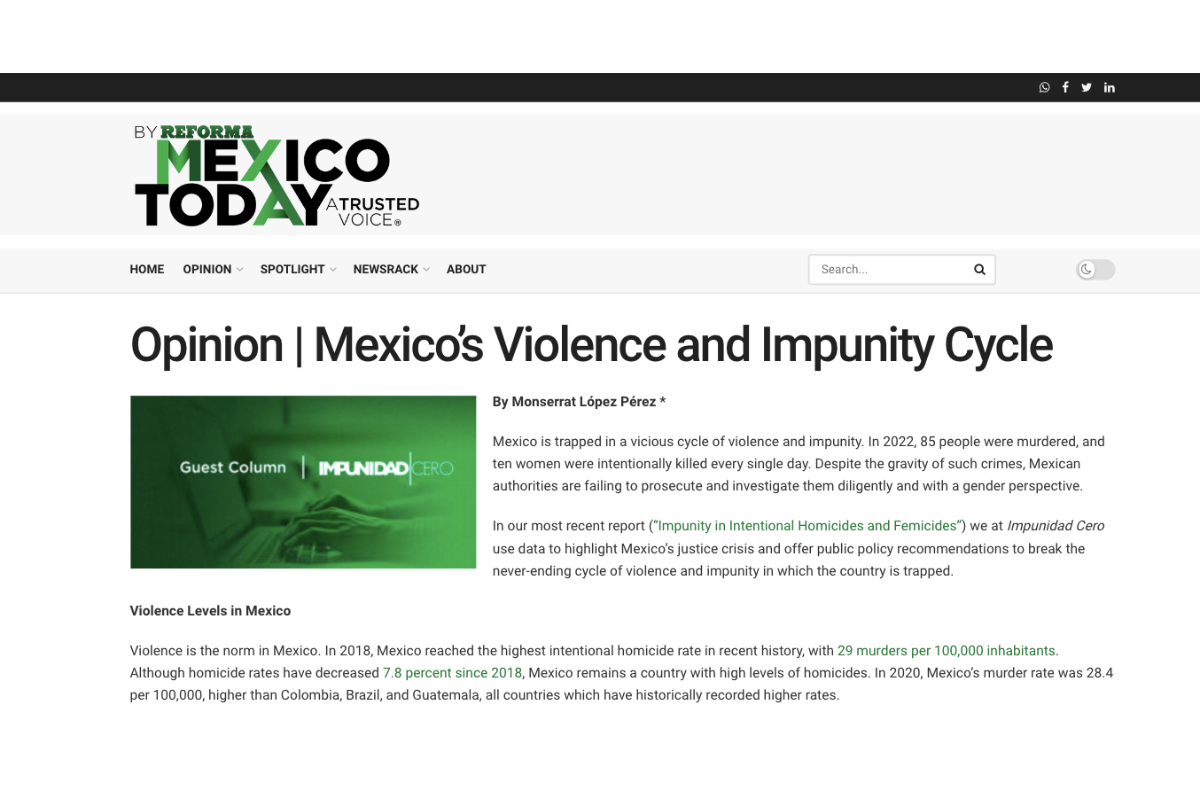 BY REFORMA
MEXICO
TODAY A TRUSTED
VOICE®
HOME OPINION SPOTLIGHT NEWSRACK ABOUT
Search...
Opinion | Mexico’s Violence and Impunity Cycle
Guest Column | IMPUNIDAD|CERO
By Monserrat López Pérez *
Mexico is trapped in a vicious cycle of violence and impunity. In 2022, 85 people were murdered, and
ten women were intentionally killed every single day. Despite the gravity of such crimes, Mexican
authorities are failing to prosecute and investigate them diligently and with a gender perspective.
In our most recent report (“Impunity in Intentional Homicides and Femicides”) we at Impunidad Cero
use data to highlight Mexico’s justice crisis and offer public policy recommendations to break the
never-ending cycle of violence and impunity in which the country is trapped.
Violence Levels in Mexico
Violence is the norm in Mexico. In 2018, Mexico reached the highest intentional homicide rate in recent history, with 29 murders per 100,000 inhabitants.
Although homicide rates have decreased 7.8 percent since 2018, Mexico remains a country with high levels of homicides. In 2020, Mexico’s murder rate was 28.4
per 100,000, higher than Colombia, Brazil, and Guatemala, all countries which have historically recorded higher rates.